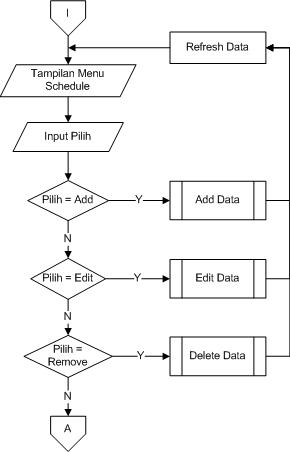 I
Refresh Data
Tampilan Menu
Schedule
Input Pilih
Pilih = Add
Y
Add Data
N
Pilih = Edit
Y
Edit Data
N
Pilih =
Remove
Y
Delete Data
N
A